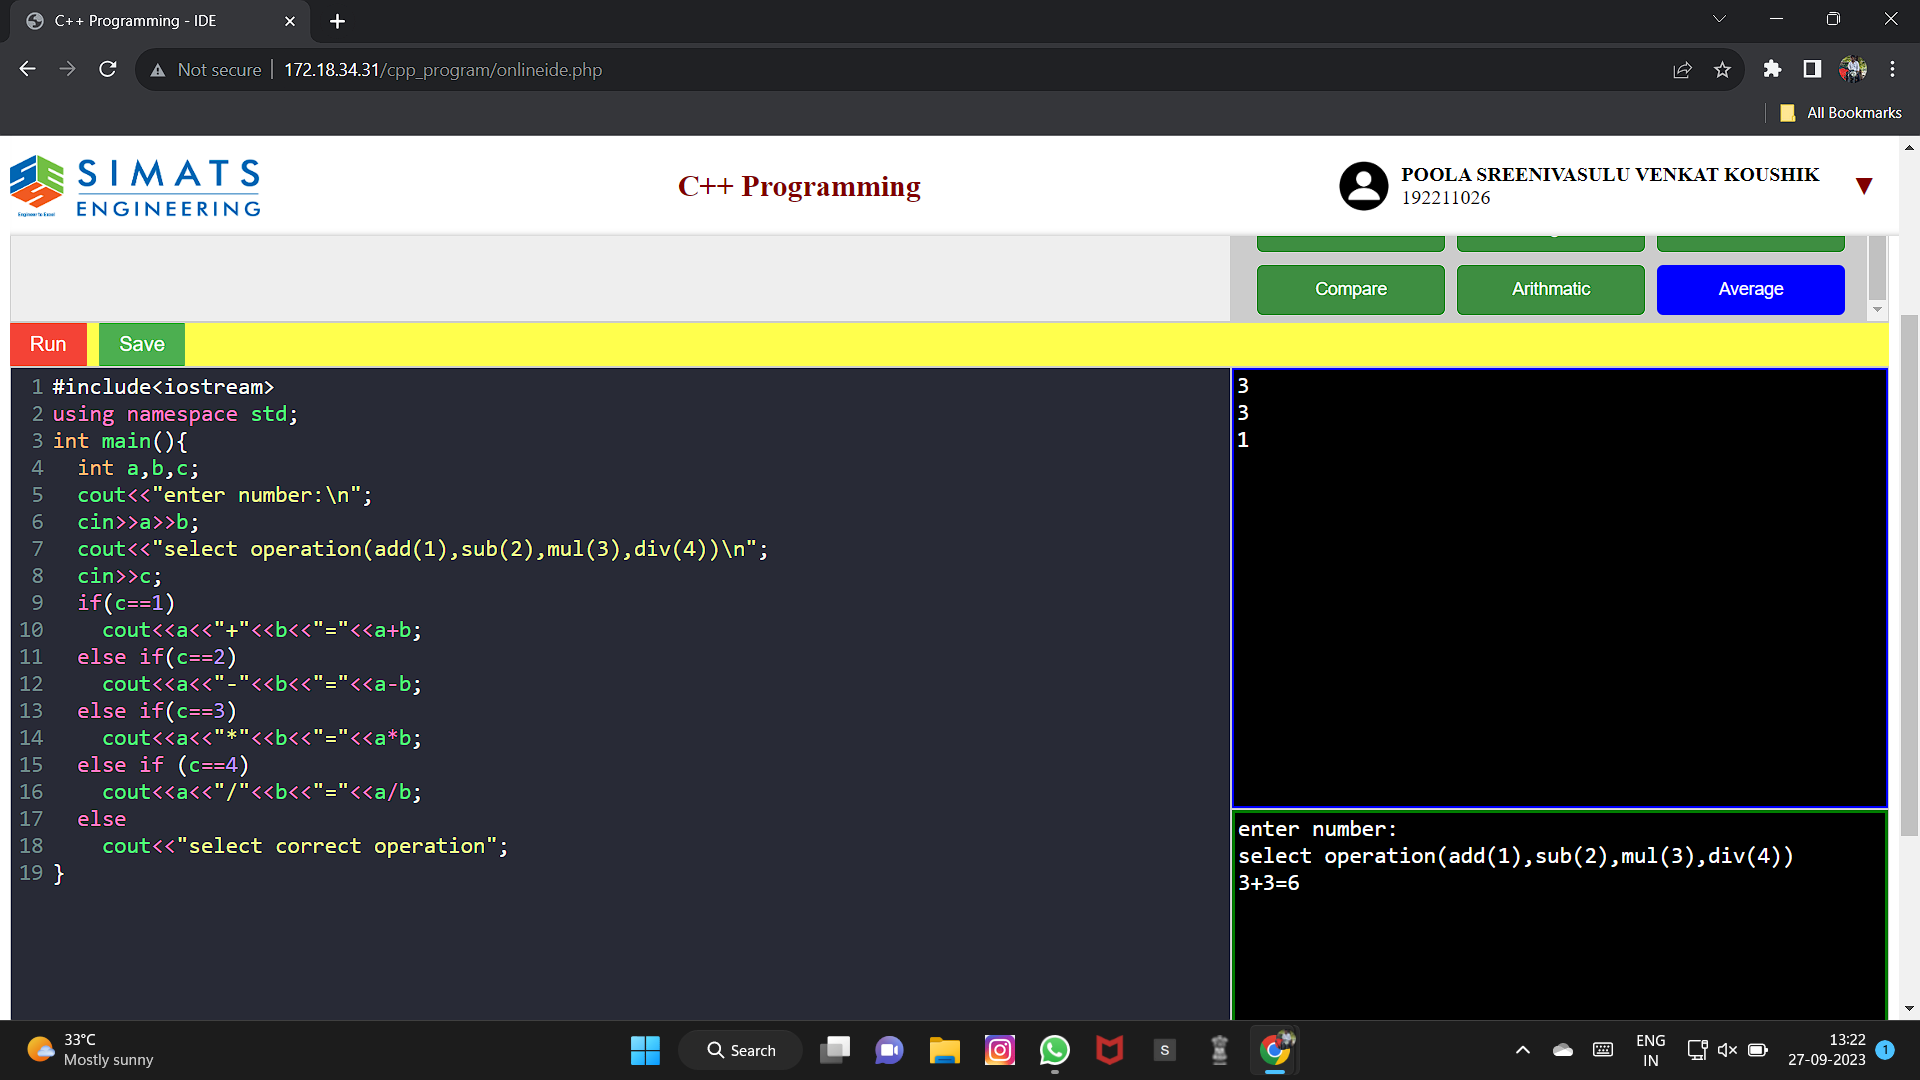 C++ Programming - IDE
Not secure 172.18.34.31/cpp_program/onlineide.php
All Bookmarks
SIMATS
ENGINEERING
Engineer to Excel
C++ Programming
POOLA SREENIVASULU VENKAT KOUSHIK
192211026
Compare Arithmatic Average
Run Save
1 #include<iostream>
2 using namespace std;
3 int main(){
4 int a,b,c;
5 cout<<"enter number:\n";
6 cin>>a>>b;
7 cout<<"select operation(add(1),sub(2),mul(3),div(4))\n";
8 cin>>c;
9 if(c==1)
10 cout<<a<<"+"<<b<<"="<<a+b;
11 else if(c==2)
12 cout<<a<<"-"<<b<<"="<<a-b;
13 else if(c==3)
14 cout<<a<<"*"<<b<<"="<<a*b;
15 else if (c==4)
16 cout<<a<<"/"<<b<<"="<<a/b;
17 else
18 cout<<"select correct operation";
19 }
3
3
1
enter number:
select operation(add(1),sub(2),mul(3),div(4))
3+3=6
33°C
Mostly sunny
Search
S
ENG
IN
13:22
27-09-2023
1